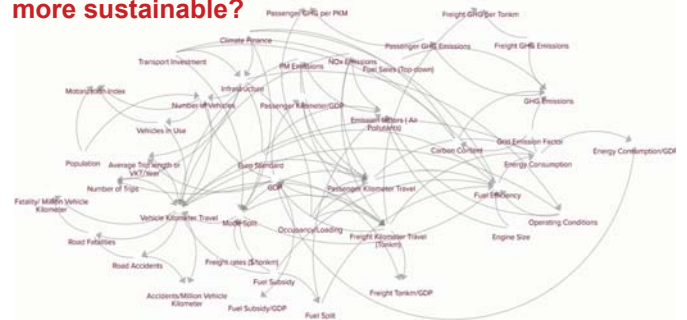 more sustainable?
Passenger GHG per PKM
Freight GHG per Tonkm
Climate Finance
Passenger GHG Emissions
Freight GHG Emissions
Transport Investment
PM Emissions
NOx Emissions
Fuel Sales (Top-down)
Motorization Index
Infrastructure
Number of Vehicles
Passenger Kilometer/GDP
GHG Emissions
Vehicles in Use
Emission factors ( Air
Pollutants)
Carbon Content
Grid Emission Factor
Energy Consumption/GDP
Population
Average Trip length or
VKT/Year
Euro Standard
Energy Consumption
Number of trips
GDP
Passenger Kilometer Travel
Fuel Efficiency
Fatality/ Million Vehicle
Kilometer
Vehicle Kilometer Travel
Mode Split
Occupancy/Loading
Operating Conditions
Road Fatalities
Freight Kilometer Travel
(Tonkm)
Engine Size
Road Accidents
Freight rates ($/tonkm)
Fuel Subsidy
Accidents/Million Vehicle
Kilometer
Fuel Subsidy/GDP
Freight Tonkm/GDP
Fuel Split